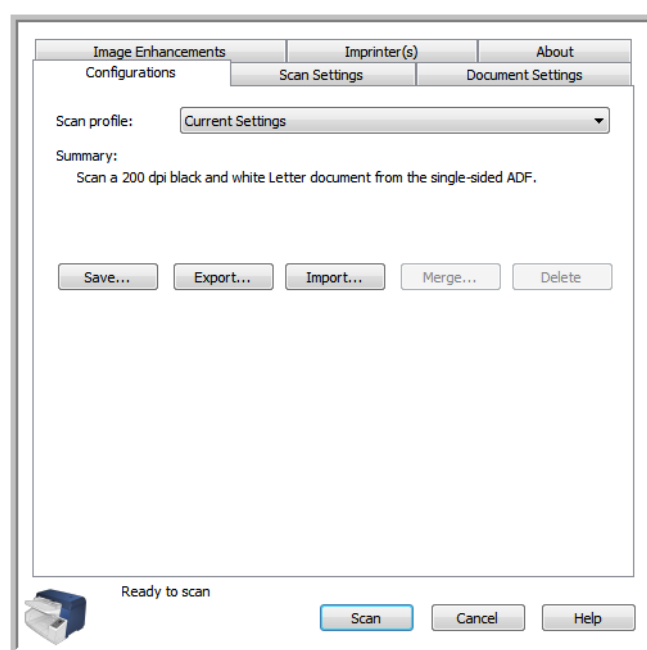 Image Enhancements Imprinter(s) About
Configurations Scan Settings Document Settings
Scan profile: Current Settings
Summary:
Scan a 200 dpi black and white Letter document from the single-sided ADF.
Save... Export... Import... Merge... Delete
Ready to scan
Scan Cancel Help